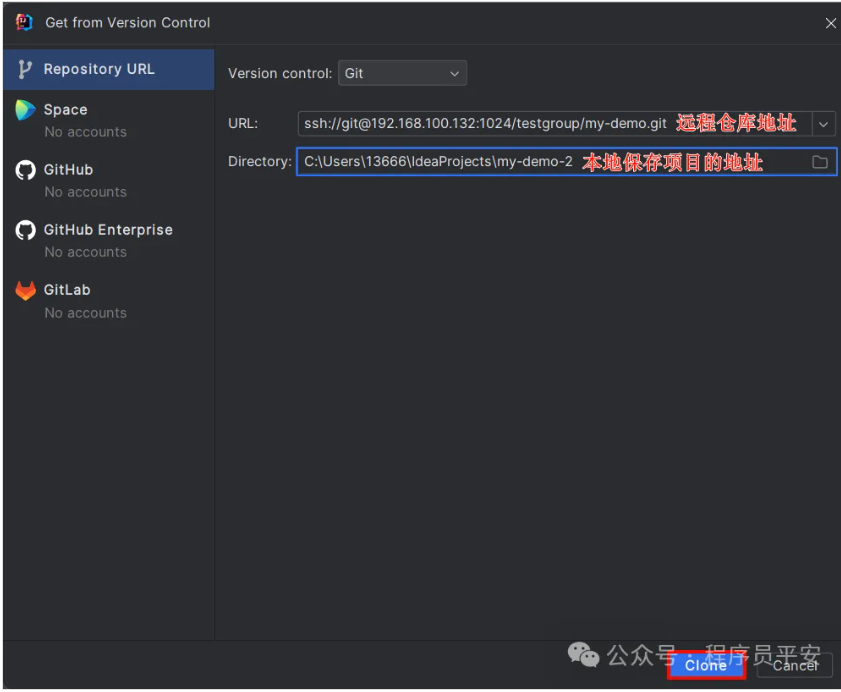 Get from Version Control
Repository URL
Version control: Git
Space
No accounts
URL: ssh://git@192.168.100.132:1024/testgroup/my-demo.git 远程仓库地址
Directory: C:\Users\13666\IdeaProjects\my-demo-2 本地保存项目的地址
GitHub
No accounts
GitHub Enterprise
No accounts
GitLab
No accounts
公众号 · 程序员平安
Clone Cancel